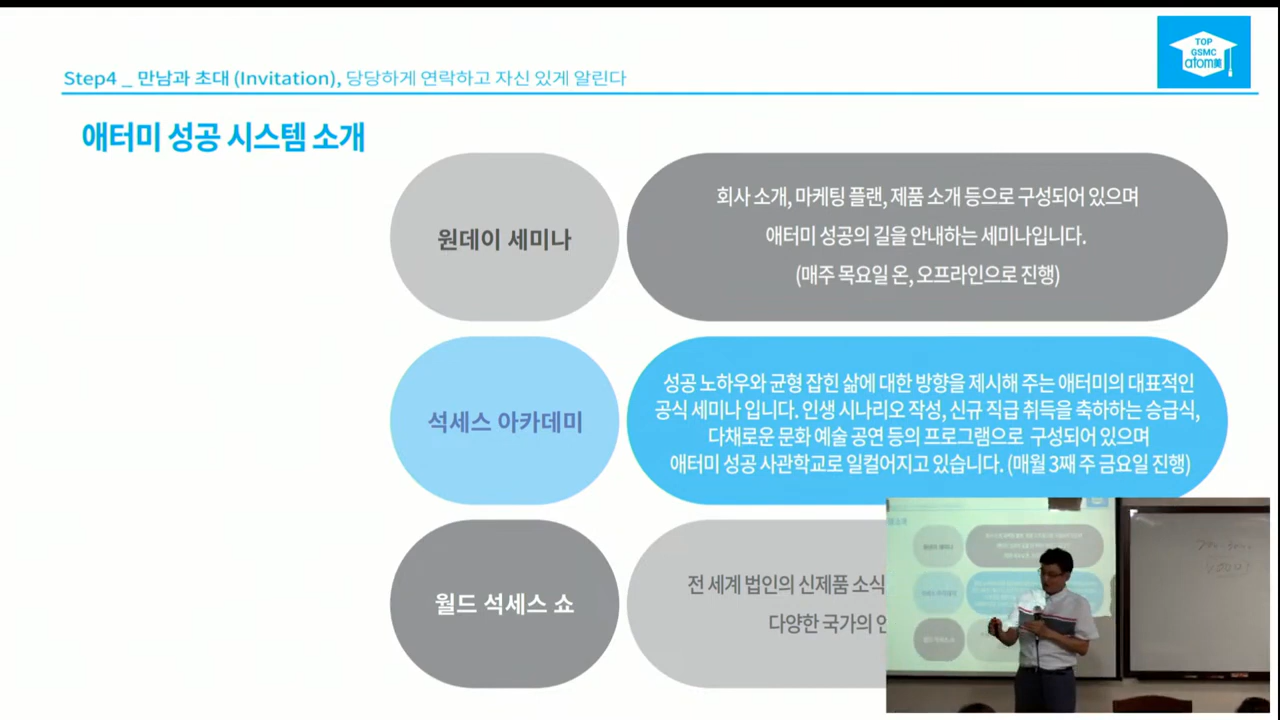 TOP
GSMC
atom美
Step4 _ 만남과 초대 (Invitation), 당당하게 연락하고 자신 있게 알린다
애터미 성공 시스템 소개
원데이 세미나
회사 소개, 마케팅 플랜, 제품 소개 등으로 구성되어 있으며
애터미 성공의 길을 안내하는 세미나입니다.
(매주 목요일 온, 오프라인으로 진행)
석세스 아카데미
성공 노하우와 균형 잡힌 삶에 대한 방향을 제시해 주는 애터미의 대표적인
공식 세미나 입니다. 인생 시나리오 작성, 신규 직급 취득을 축하하는 승급식,
다채로운 문화 예술 공연 등의 프로그램으로 구성되어 있으며
애터미 성공 사관학교로 일컬어지고 있습니다. (매월 3째 주 금요일 진행)
월드 석세스 쇼
전 세계 법인의 신제품 소식
다양한 국가의